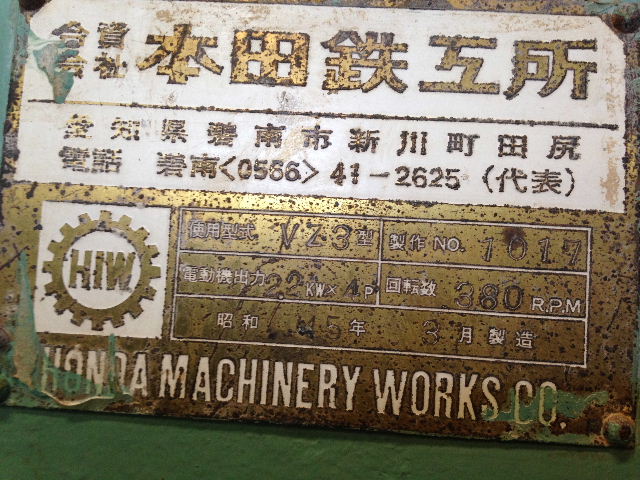 合資会社 本田鉄工所
愛知県碧南市新川町田尻
電話 碧南<0566> 41-2625 (代表)
HIW
使用型式 VZ3型 製作NO. 1017
電動機出力 2.2 KW× 4P 回転数 380 R.P.M
昭和 45年 3月製造
HONDA MACHINERY WORKS CO.